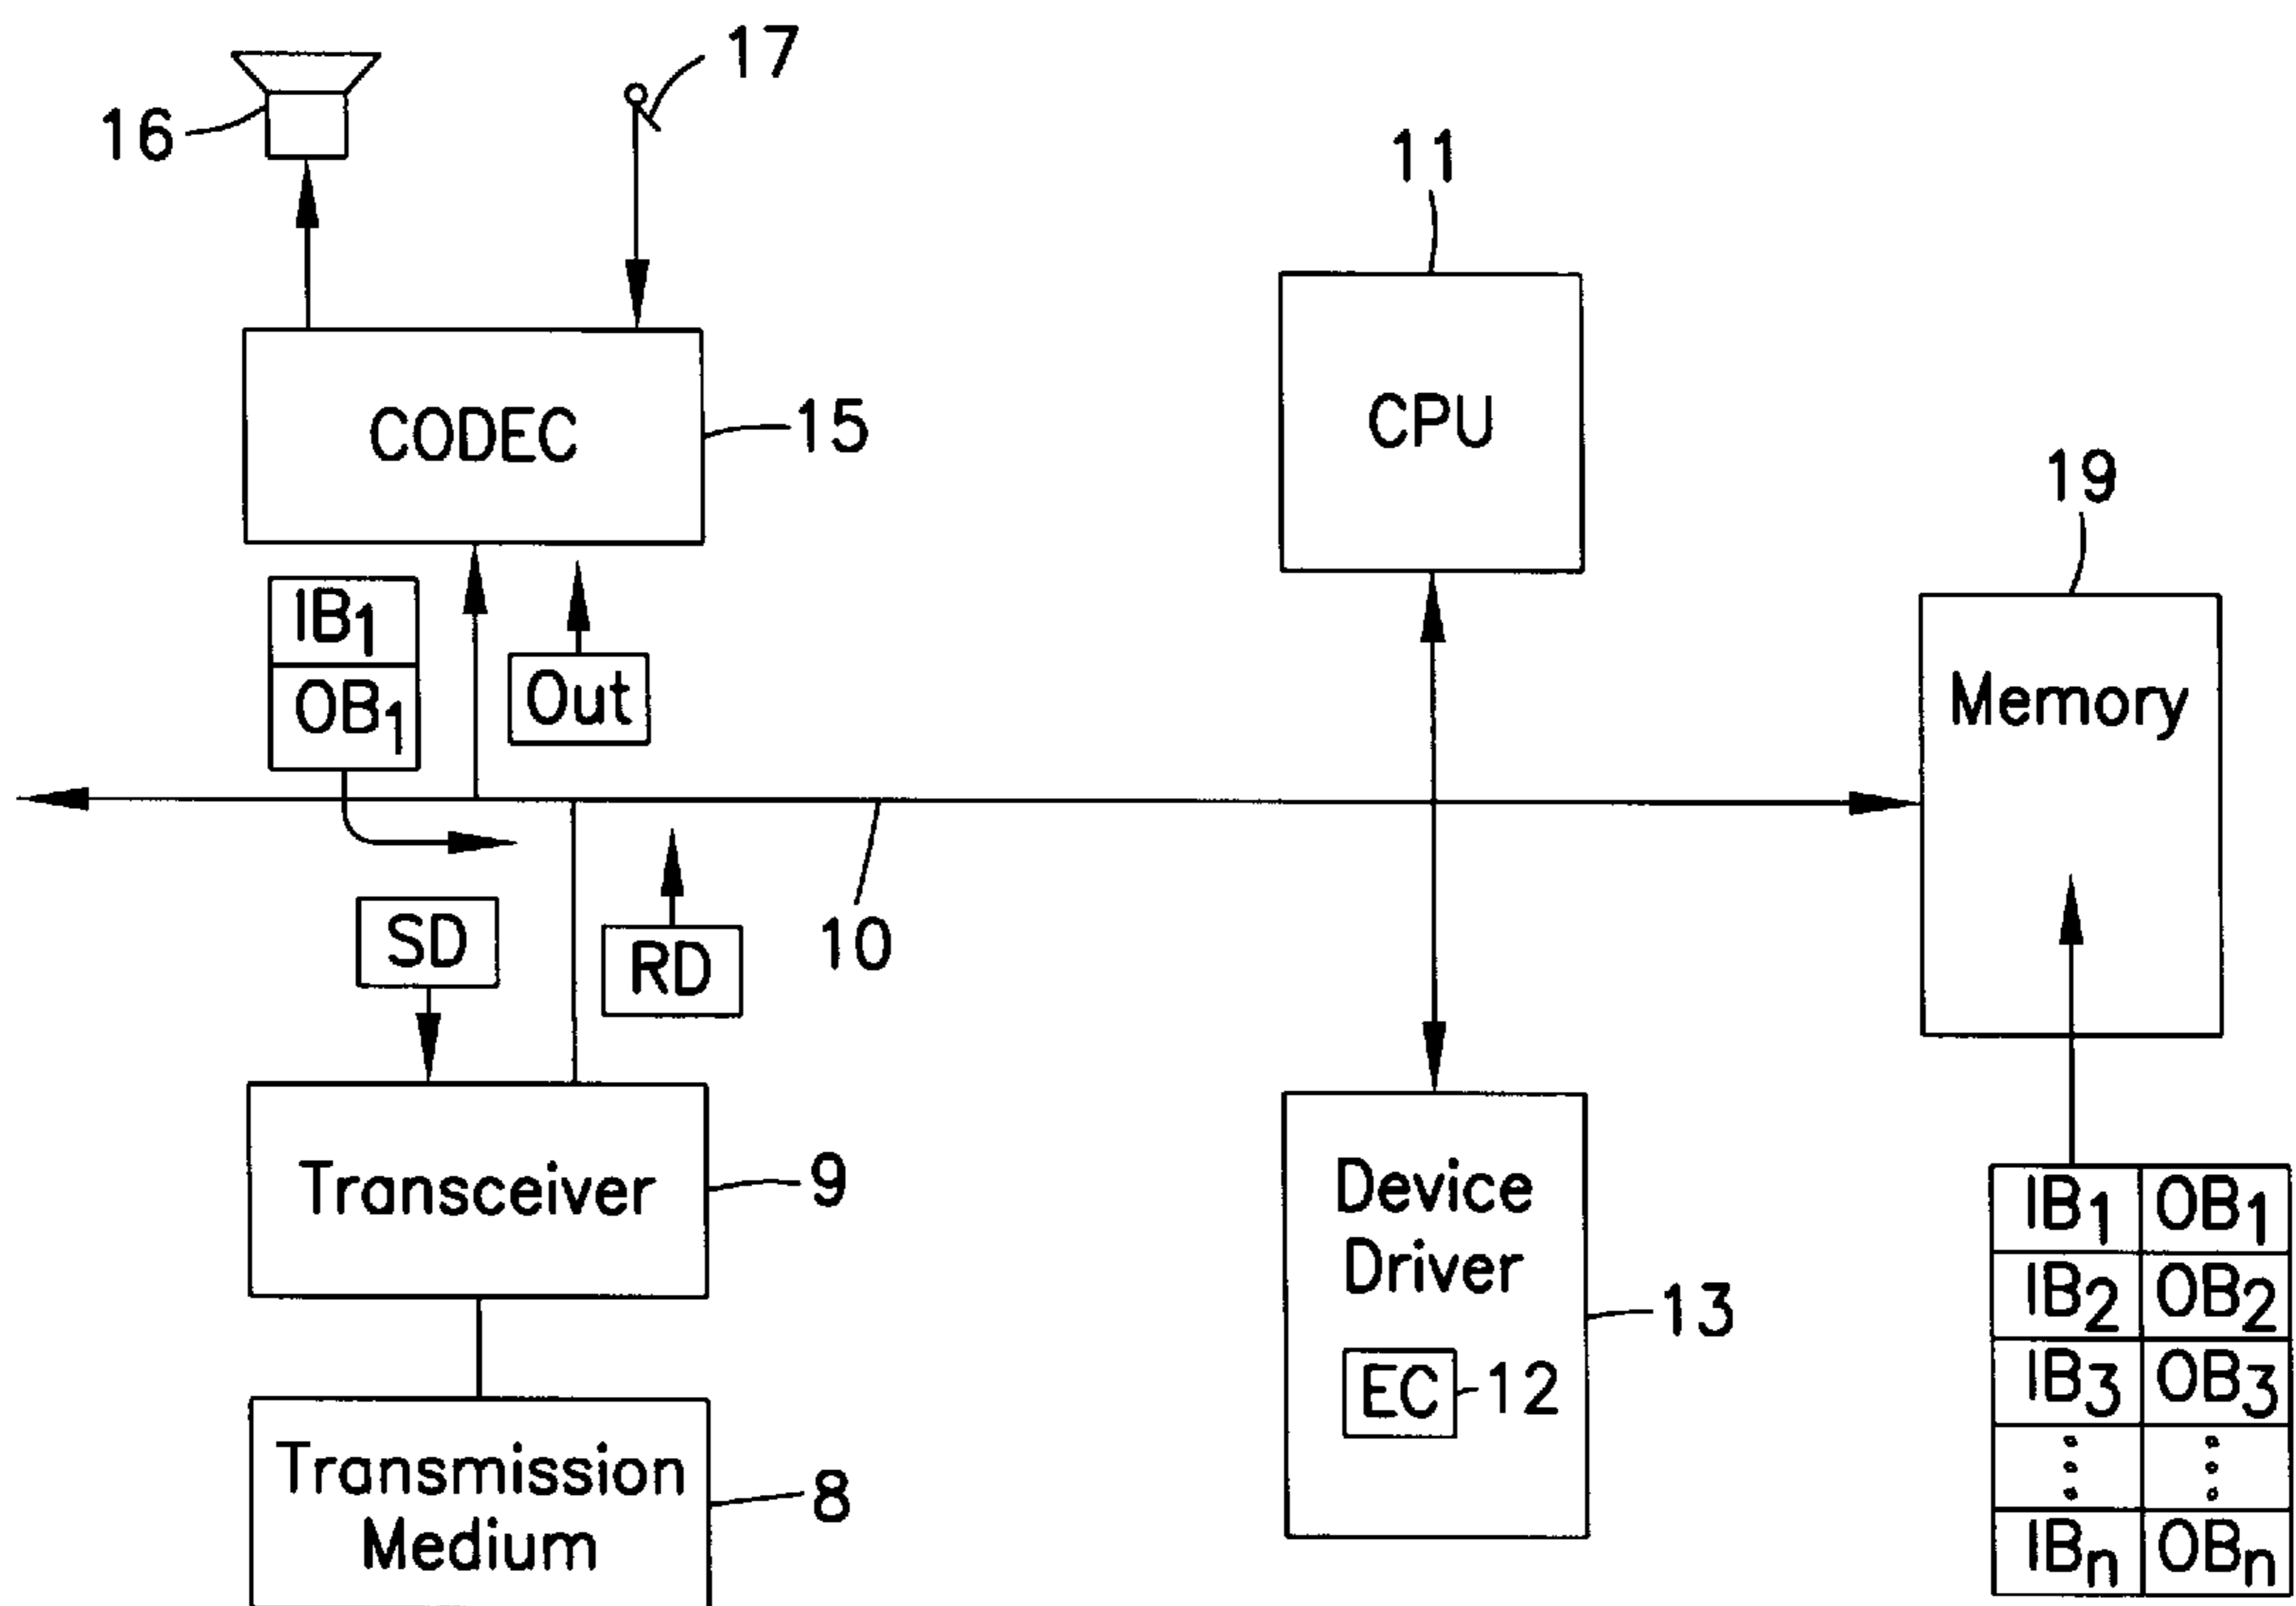 17
16
11
CODEC
15
CPU
19
IB1
OB1
Out
Memory
10
SD
RD
Transceiver
9
Device
Driver
13
EC
12
IB1 OB1
IB2 OB2
IB3 OB3
IBn OBn
Transmission
Medium
8